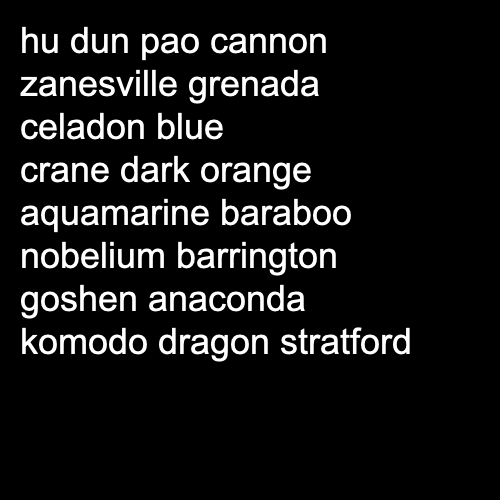 hu dun pao cannon
zanesville grenada
celadon blue
crane dark orange
aquamarine baraboo
nobelium barrington
goshen anaconda
komodo dragon stratford